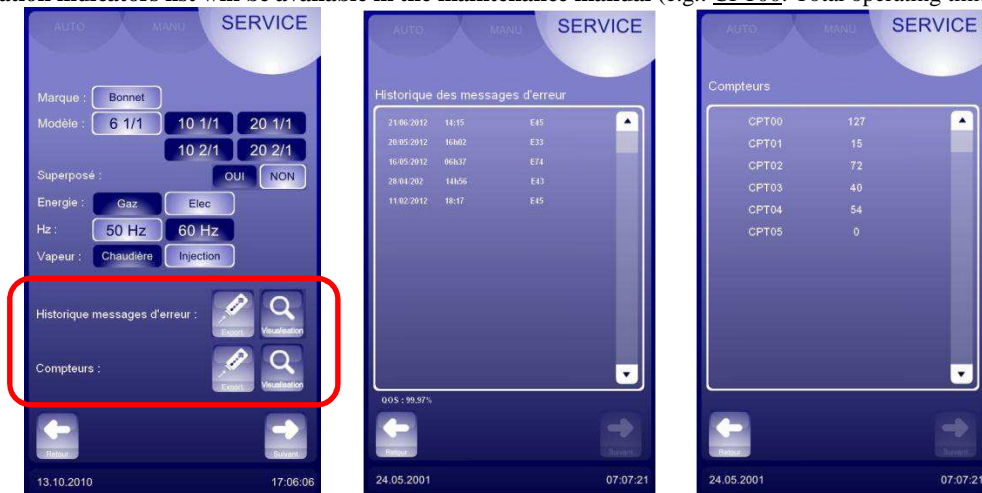 ation indicators list will be available in the maintenance manual (e.g.: CPT00: Total operating tim
AUTO MANU SERVICE
Marque : Bonnet
Modèle : 6 1/1 10 1/1 20 1/1
10 2/1 20 2/1
Superposé : OUI NON
Energie : Gaz Elec
Hz : 50 Hz 60 Hz
Vapeur : Chaudière Injection
Historique messages d'erreur :
Export. Visualisation
Compteurs :
Export. Visualisation
Retour Suivant
13.10.2010 17:06:06
AUTO MANU SERVICE
Historique des messages d'erreur
21/06/2012 14:15 E45
20/05/2012 16h02 E33
16/05/2012 06h37 E74
28/04/202 14h56 E43
11/02/2012 18:17 E45
QOS : 99.97%
Retour Suivant
24.05.2001 07:07:21
AUTO MANU SERVICE
Compteurs
CPT00 127
CPT01 15
CPT02 72
CPT03 40
CPT04 54
CPT05 0
Retour Suivant
24.05.2001 07:07:21